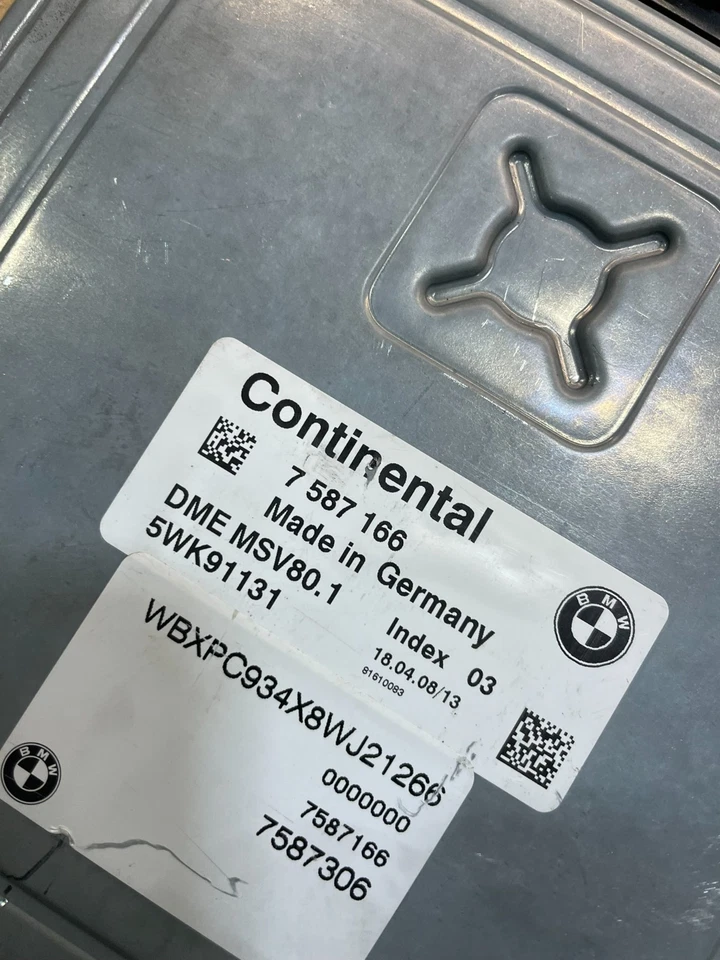 Continental
7 587 166
Made in Germany
DME MSV80.1
5WK91131
Index 03
18.04.08/13
81610083
BMW
WBXPC934X8WJ21266
0000000
7587166
7587306
BMW